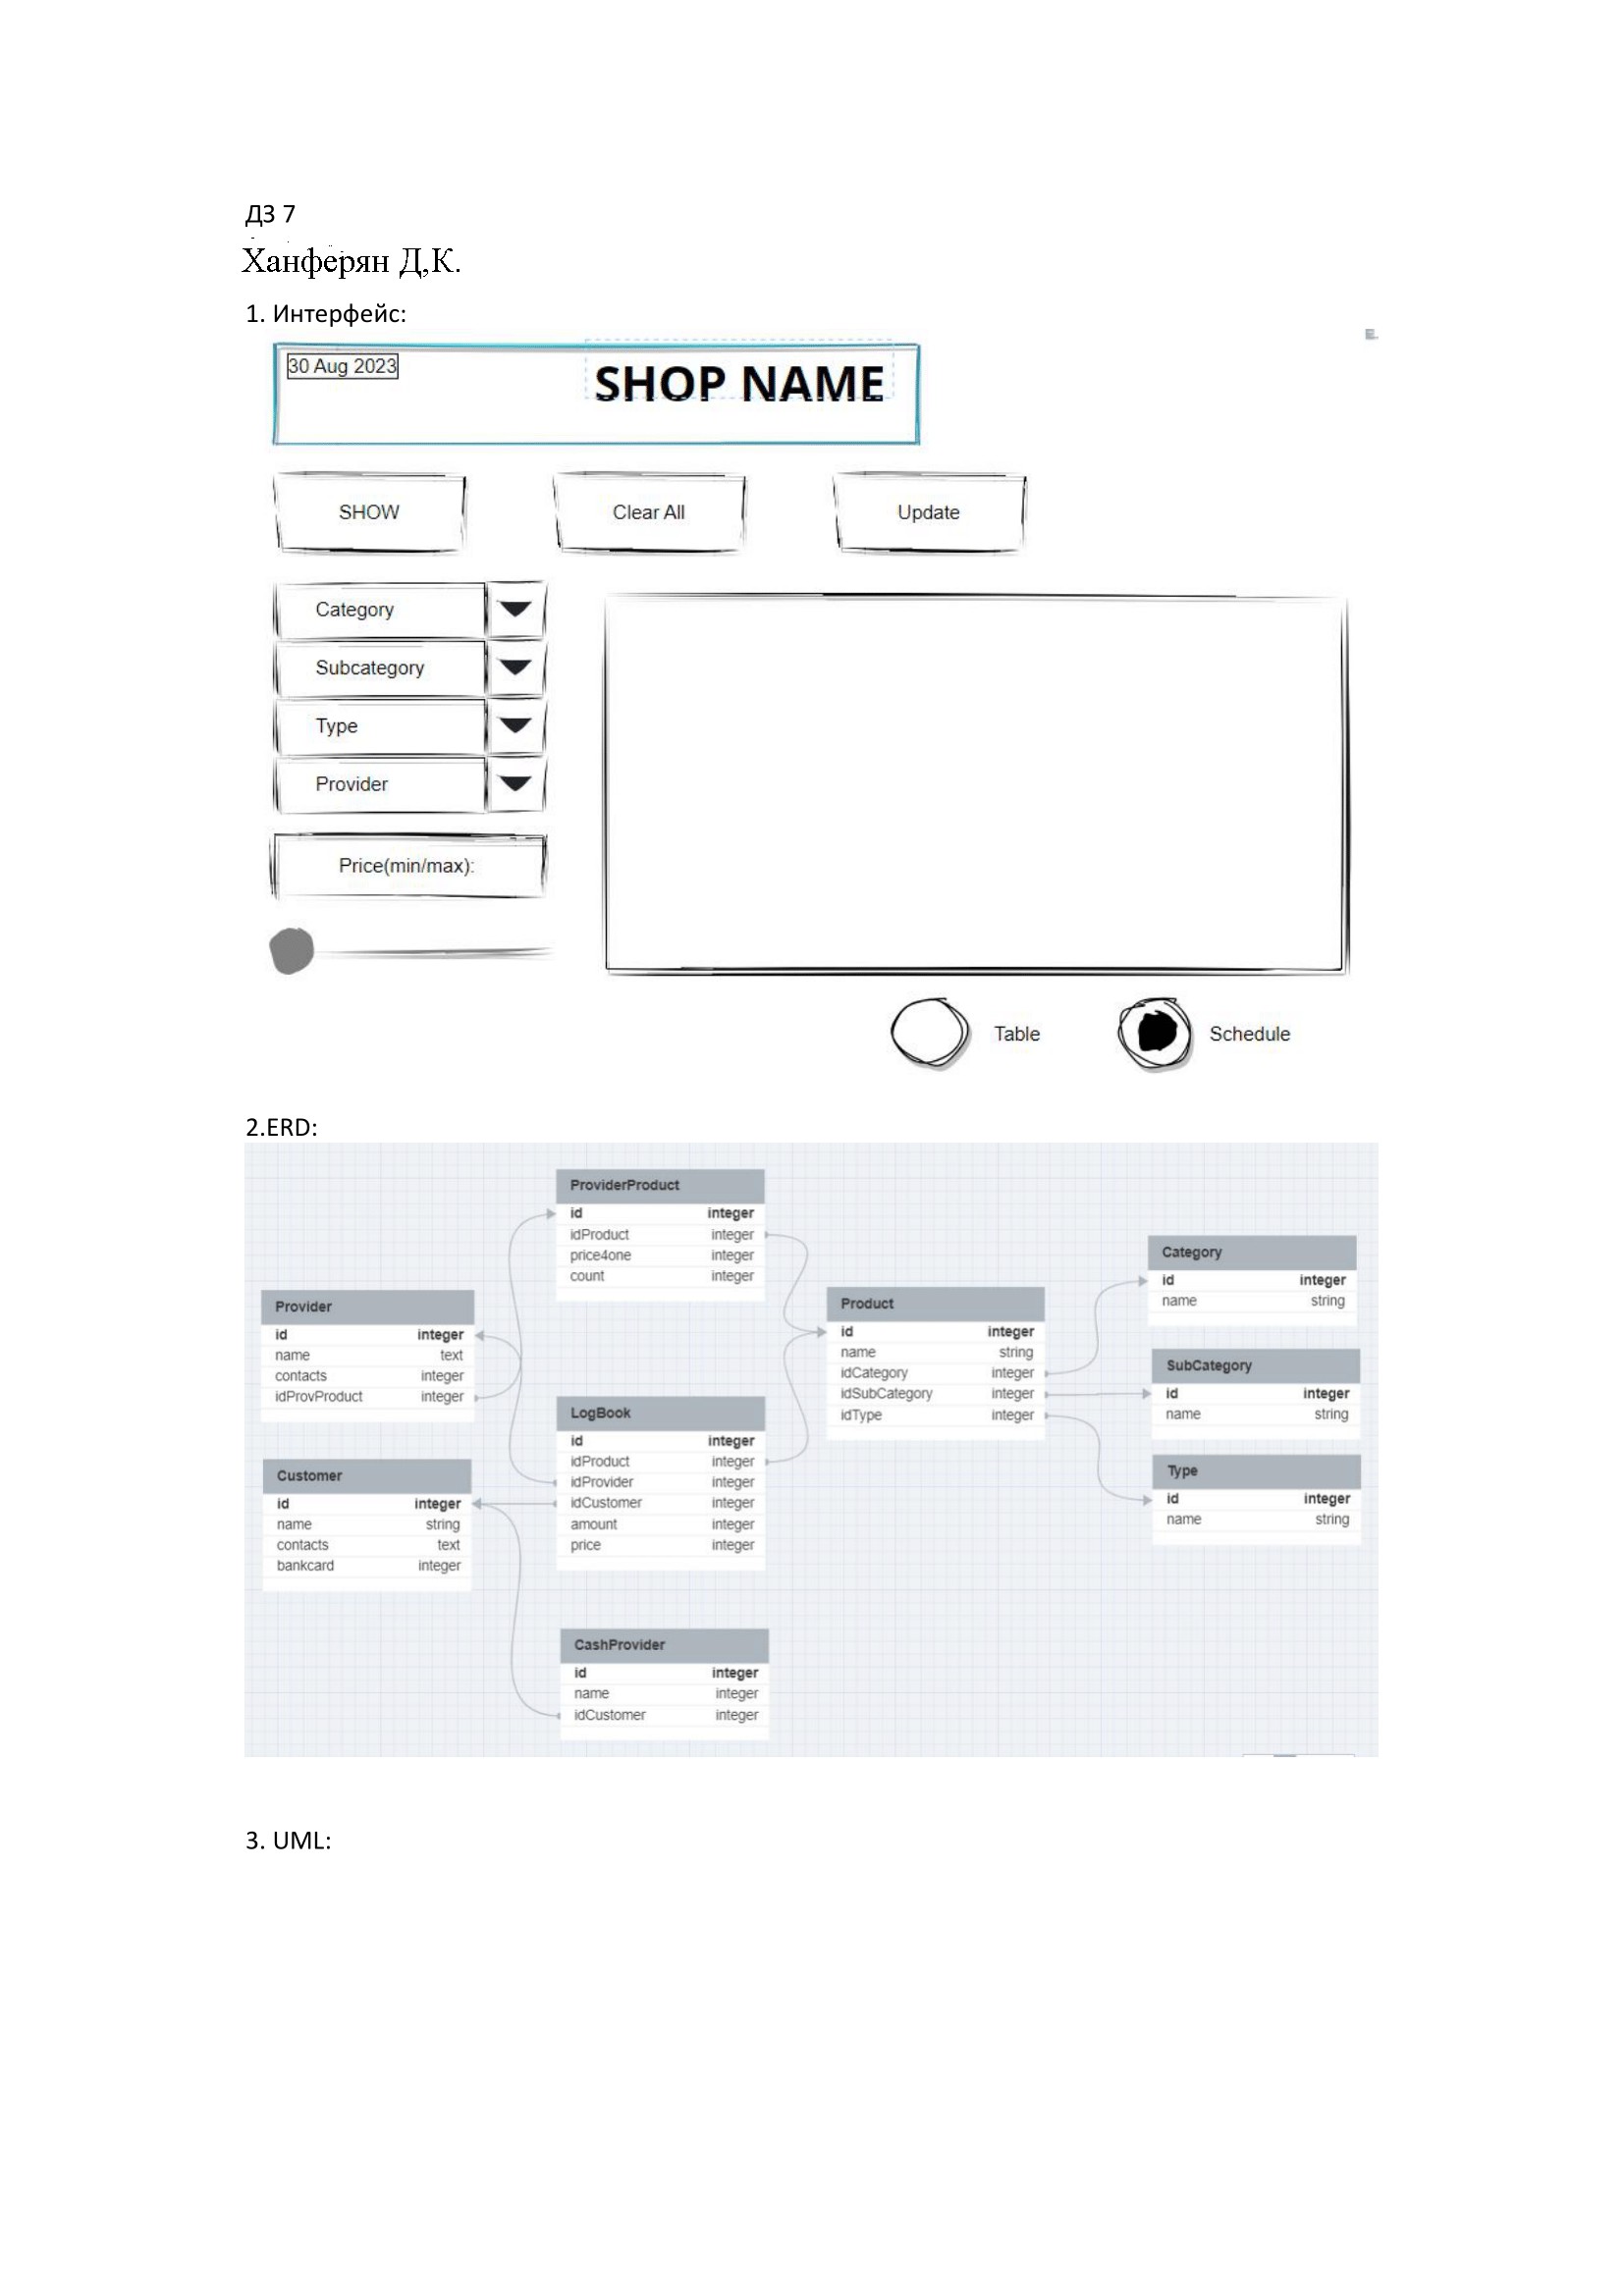 ДЗ 7
Ханферян Д,К.
1. Интерфейс:
30 Aug 2023
SHOP NAME
SHOW
Clear All
Update
Category
Subcategory
Type
Provider
Price(min/max):
Table
Schedule
2.ERD:
ProviderProduct
id integer
idProduct integer
price4one integer
count integer
Provider
id integer
name text
contacts integer
idProvProduct integer
LogBook
id integer
idProduct integer
idProvider integer
idCustomer integer
amount integer
price integer
Customer
id integer
name string
contacts text
bankcard integer
CashProvider
id integer
name integer
idCustomer integer
Product
id integer
name string
idCategory integer
idSubCategory integer
idType integer
Category
id integer
name string
SubCategory
id integer
name string
Type
id integer
name string
3. UML: